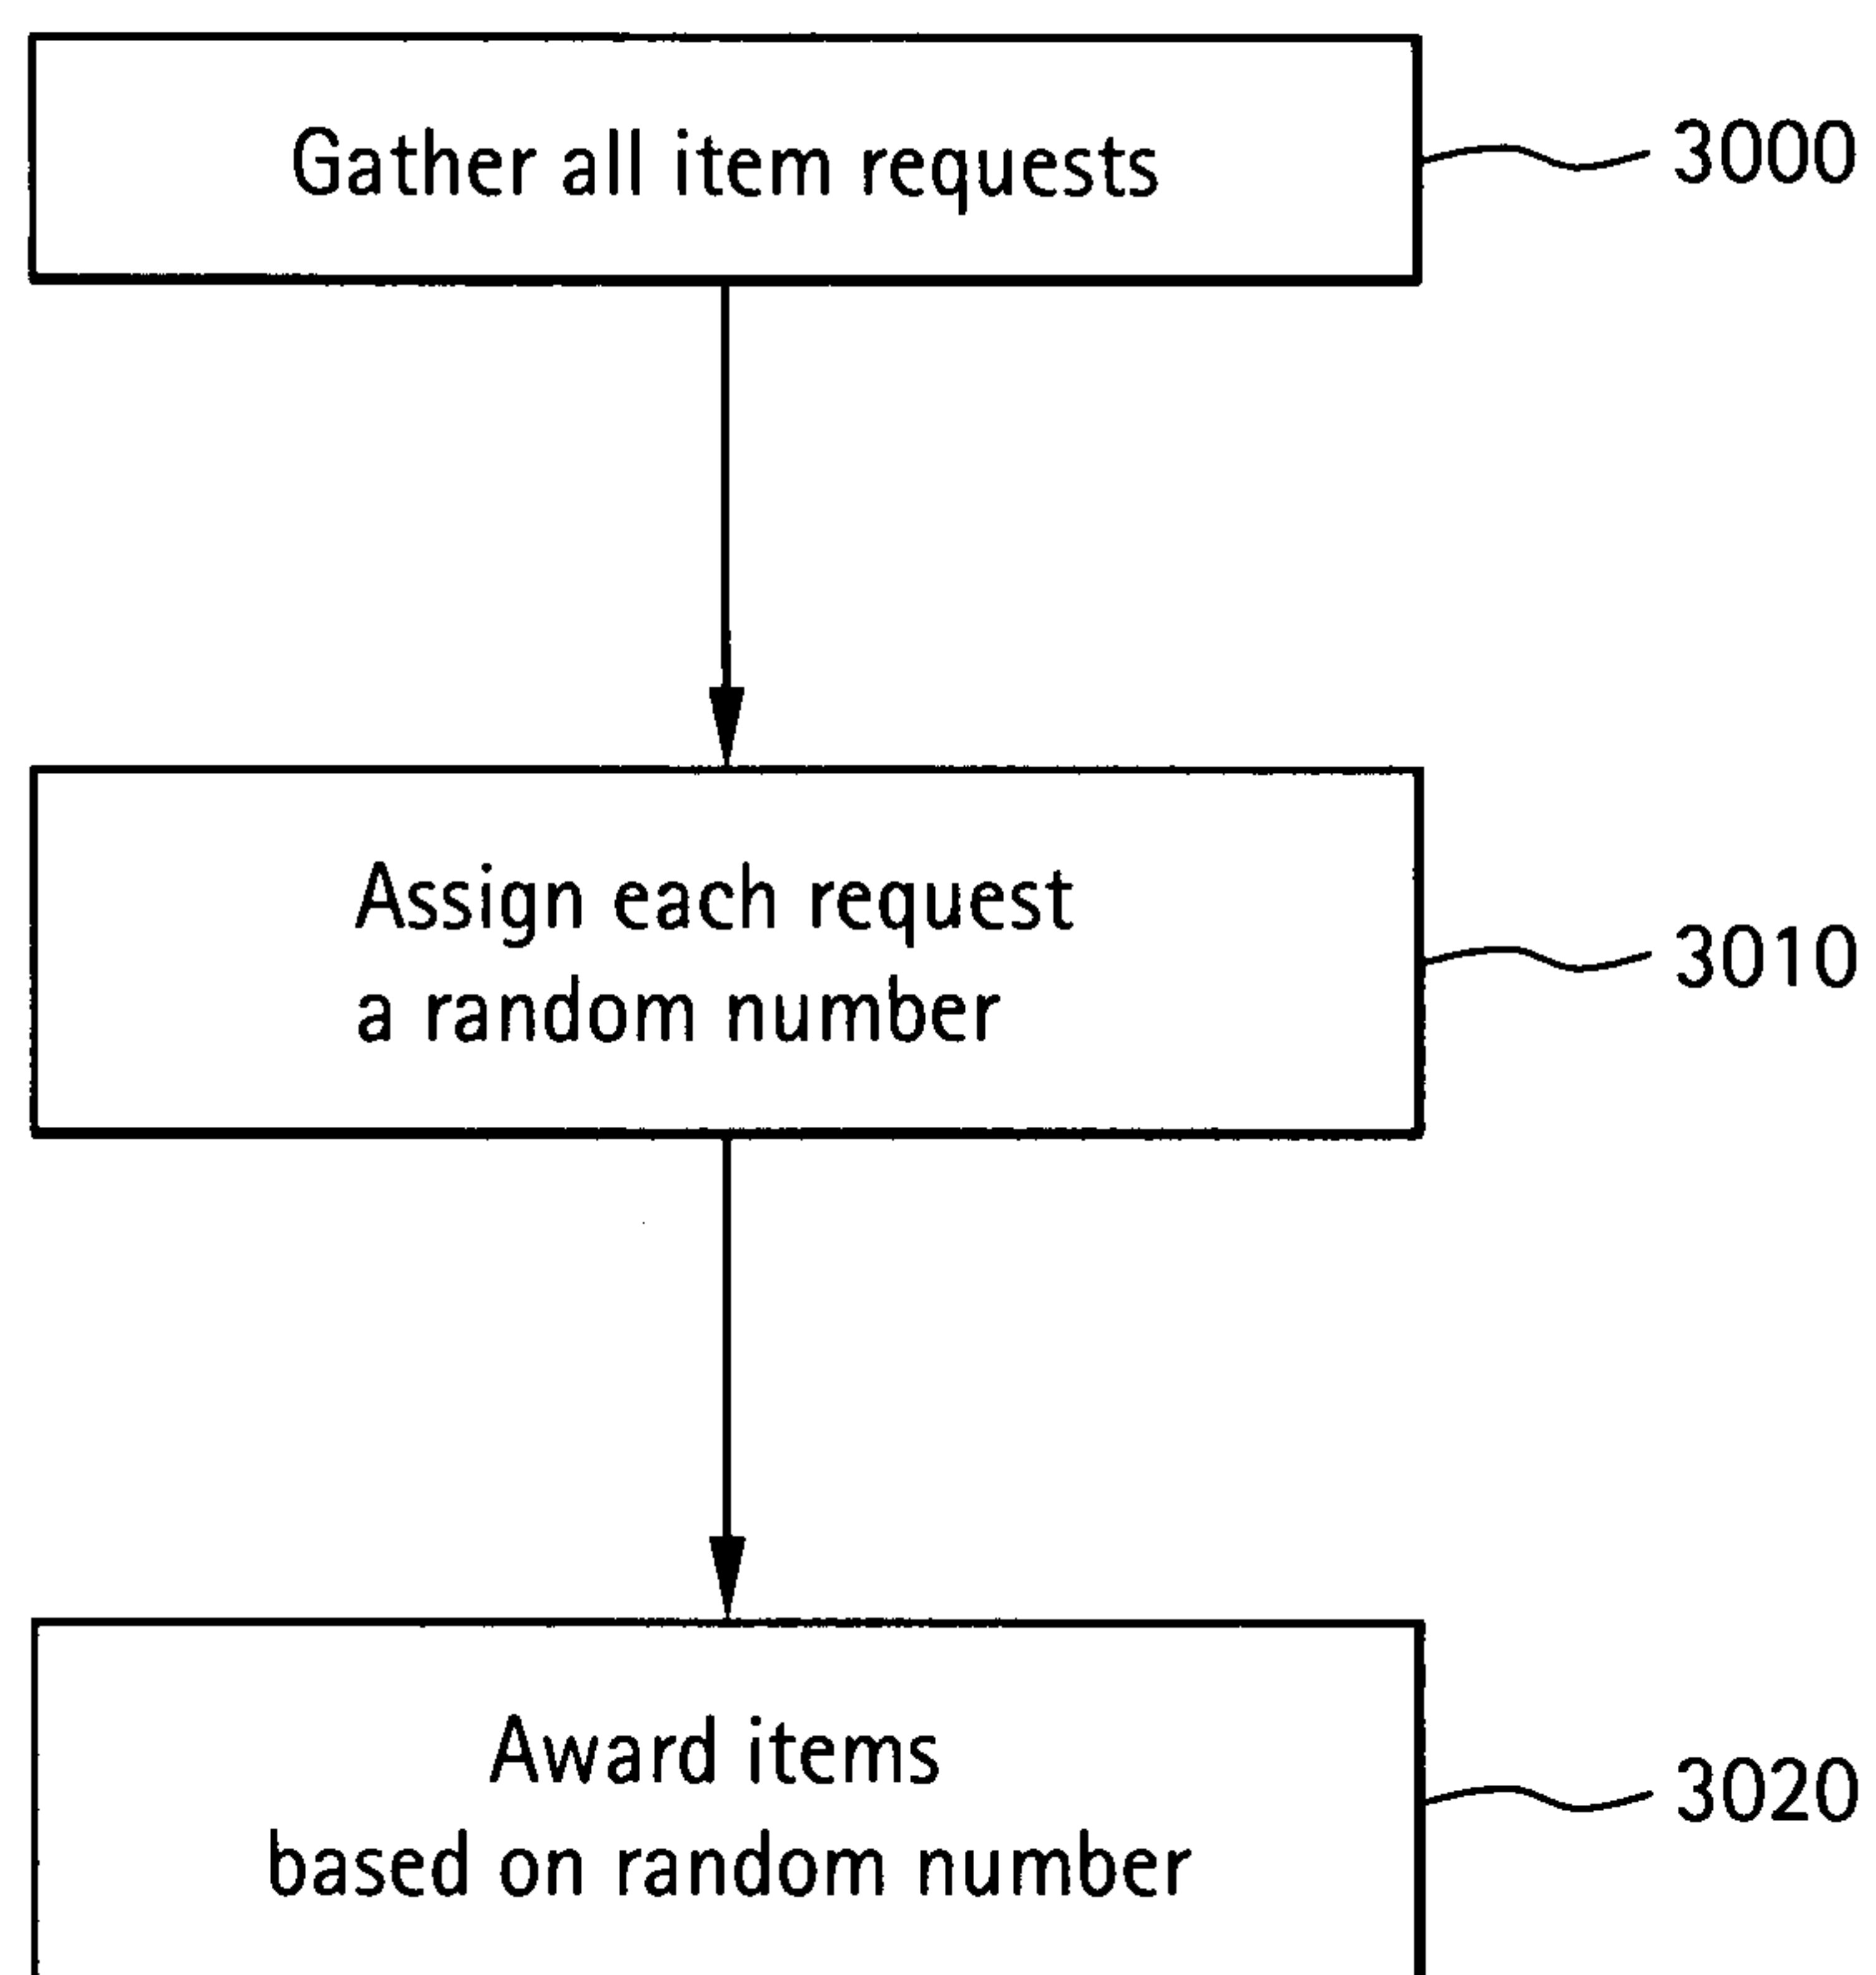 Gather all item requests
3000
Assign each request
a random number
3010
Award items
based on random number
3020